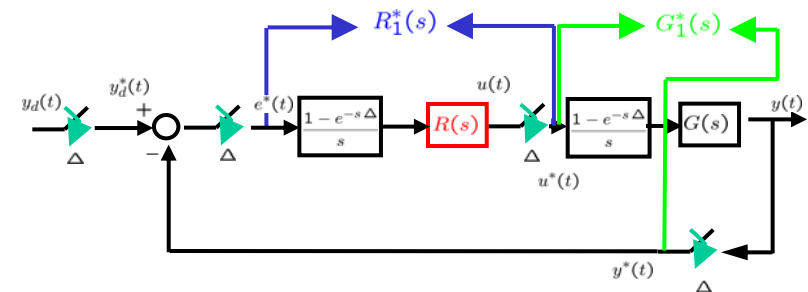 R₁*(s)
G₁*(s)
y_d(t)
y_d*(t)
+
−
Δ
e*(t)
Δ
1 − e^{−sΔ}
s
R(s)
u(t)
Δ
u*(t)
1 − e^{−sΔ}
s
G(s)
y(t)
y*(t)
Δ